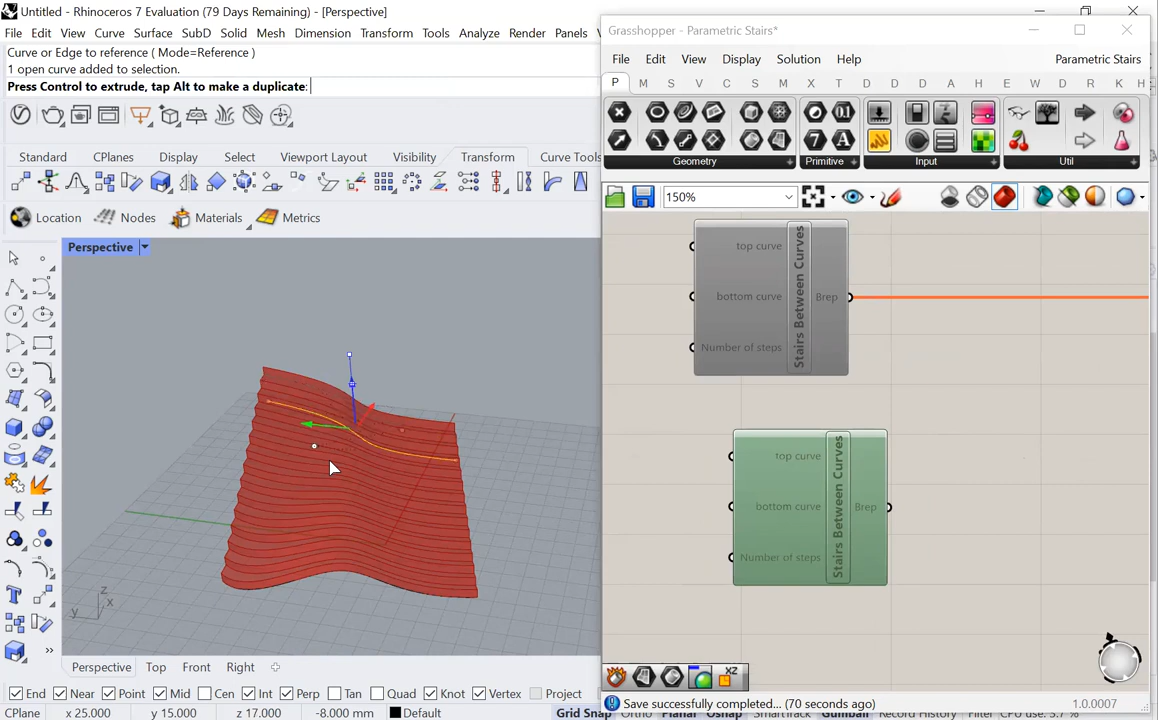 Untitled - Rhinoceros 7 Evaluation (79 Days Remaining) - [Perspective]
File Edit View Curve Surface SubD Solid Mesh Dimension Transform Tools Analyze Render Panels
Curve or Edge to reference ( Mode=Reference )
1 open curve added to selection.
Press Control to extrude, tap Alt to make a duplicate:
Standard CPlanes Display Select Viewport Layout Visibility Transform Curve Tools
Location Nodes Materials Metrics
Perspective
z
y x
Perspective Top Front Right
End Near Point Mid Cen Int Perp Tan Quad Knot Vertex Project
CPlane x 25.000 y 15.000 z 17.000 -8.000 mm Default Grid Snap Ortho Planar Osnap SmartTrack Gumball Record History
Grasshopper - Parametric Stairs*
File Edit View Display Solution Help Parametric Stairs
P M S V C S M X T D D D A H E W L R K H
Geometry Primitive Input Util
150%
top curve
bottom curve
Number of steps
Stairs Between Curves
Brep
top curve
bottom curve
Number of steps
Stairs Between Curves
Brep
Save successfully completed... (70 seconds ago) 1.0.0007